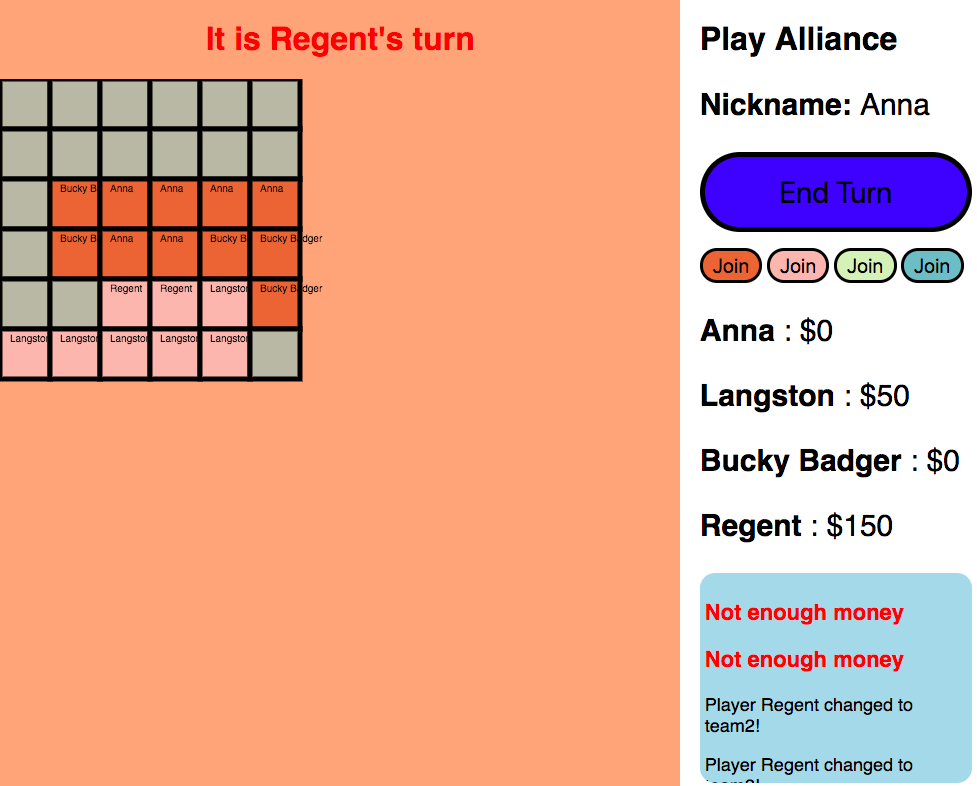 It is Regent's turn
Bucky B Anna Anna Anna Anna
Bucky B Anna Anna Bucky B Bucky Badger
Regent Regent Langston Bucky Badger
Langston Langston Langston Langston Langston
Play Alliance
Nickname: Anna
End Turn
Join Join Join Join
Anna : $0
Langston : $50
Bucky Badger : $0
Regent : $150
Not enough money
Not enough money
Player Regent changed to
team2!
Player Regent changed to